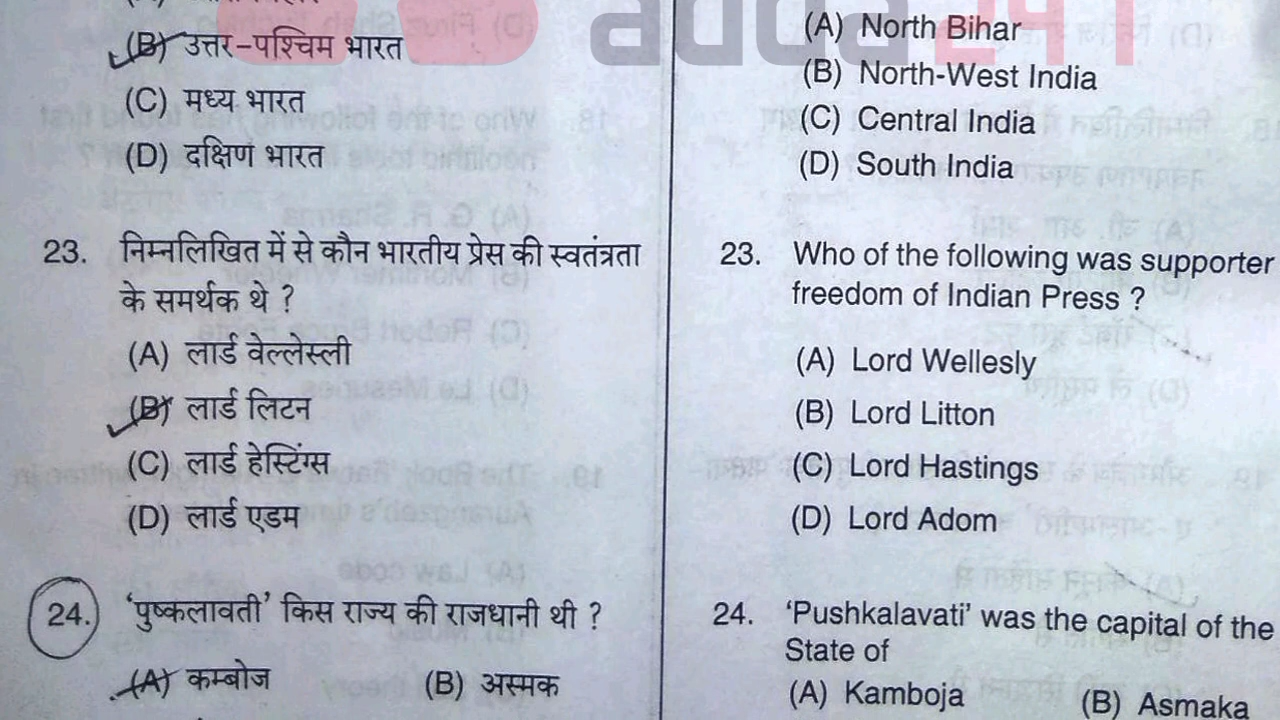 (B) उत्तर-पश्चिम भारत
(C) मध्य भारत
(D) दक्षिण भारत
23. निम्नलिखित में से कौन भारतीय प्रेस की स्वतंत्रता
के समर्थक थे ?
(A) लार्ड वेल्लेस्ली
(B) लार्ड लिटन
(C) लार्ड हेस्टिंग्स
(D) लार्ड एडम
24. 'पुष्कलावती' किस राज्य की राजधानी थी ?
(A) कम्बोज (B) अस्मक
adda247
(A) North Bihar
(B) North-West India
(C) Central India
(D) South India
23. Who of the following was supporter
freedom of Indian Press ?
(A) Lord Wellesly
(B) Lord Litton
(C) Lord Hastings
(D) Lord Adom
24. 'Pushkalavati' was the capital of the
State of
(A) Kamboja (B) Asmaka